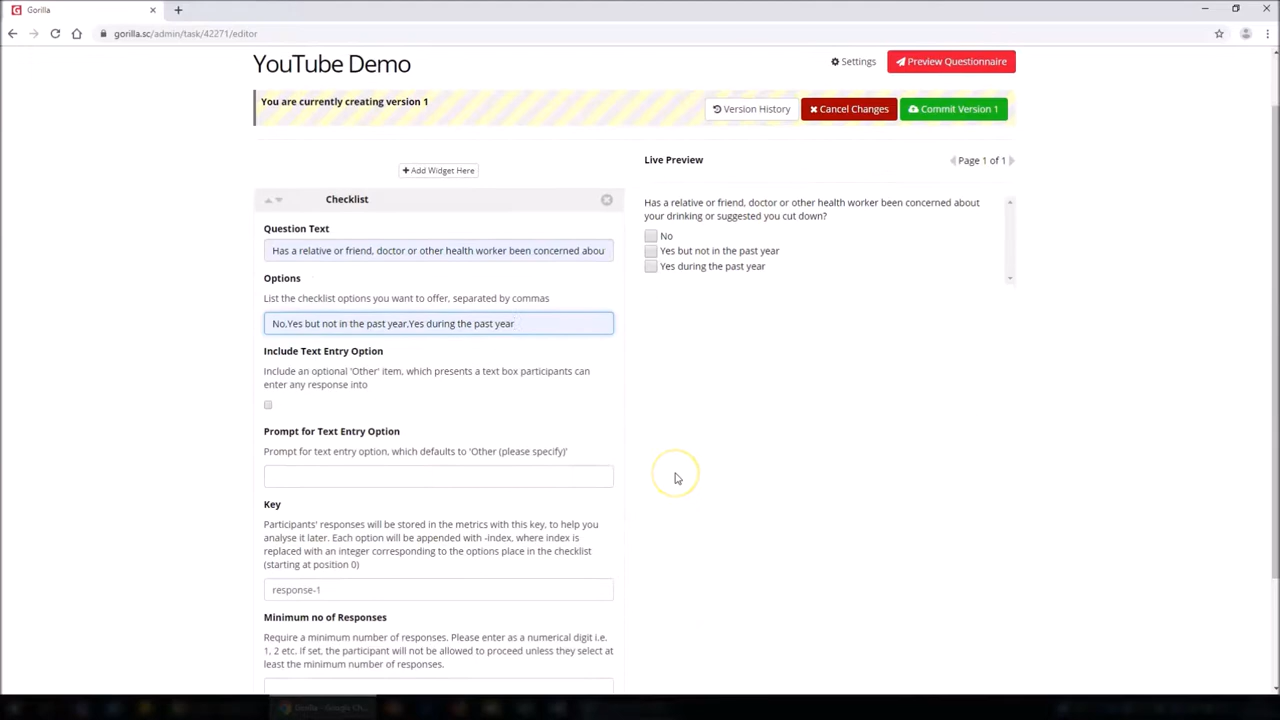 Gorilla
gorilla.sc/admin/task/42271/editor
YouTube Demo
Settings
Preview Questionnaire
You are currently creating version 1
Version History
Cancel Changes
Commit Version 1
Live Preview
Page 1 of 1
Add Widget Here
Checklist
Question Text
Has a relative or friend, doctor or other health worker been concerned abou
Options
List the checklist options you want to offer, separated by commas
No,Yes but not in the past year,Yes during the past year
Include Text Entry Option
Include an optional 'Other' item, which presents a text box participants can
enter any response into
Prompt for Text Entry Option
Prompt for text entry option, which defaults to 'Other (please specify)'
Key
Participants' responses will be stored in the metrics with this key, to help you
analyse it later. Each option will be appended with -index, where index is
replaced with an integer corresponding to the options place in the checklist
(starting at position 0)
response-1
Minimum no of Responses
Require a minimum number of responses. Please enter as a numerical digit i.e.
1, 2 etc. if set, the participant will not be allowed to proceed unless they select at
least the minimum number of responses.
Has a relative or friend, doctor or other health worker been concerned about
your drinking or suggested you cut down?
No
Yes but not in the past year
Yes during the past year
Gorilla - Google Ch...